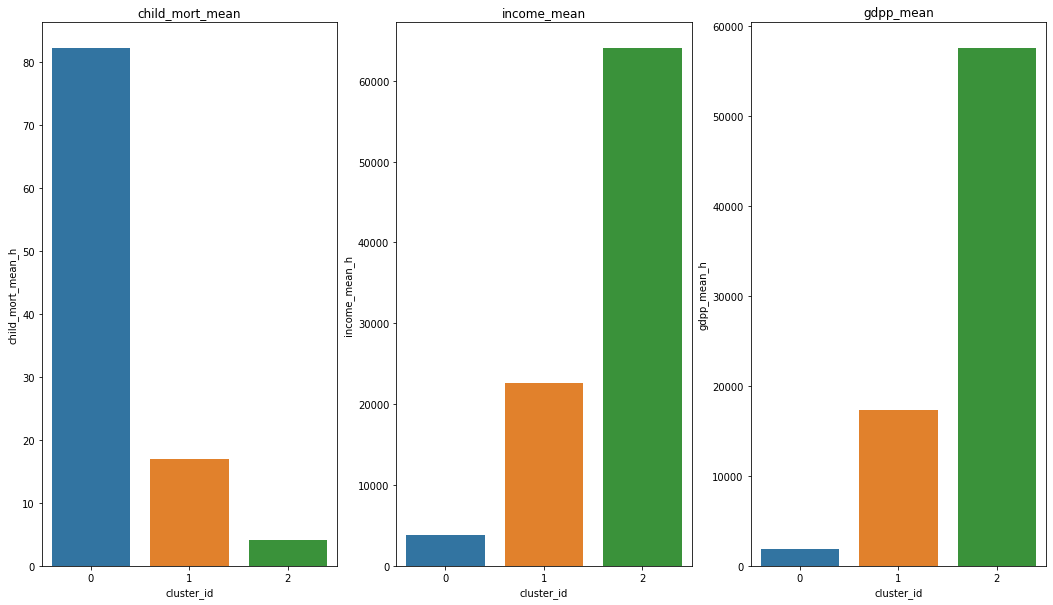 child_mort_mean
child_mort_mean_h
80
70
60
50
40
30
20
10
0
0 1 2
cluster_id
income_mean
income_mean_h
60000
50000
40000
30000
20000
10000
0
0 1 2
cluster_id
gdpp_mean
gdpp_mean_h
60000
50000
40000
30000
20000
10000
0
0 1 2
cluster_id